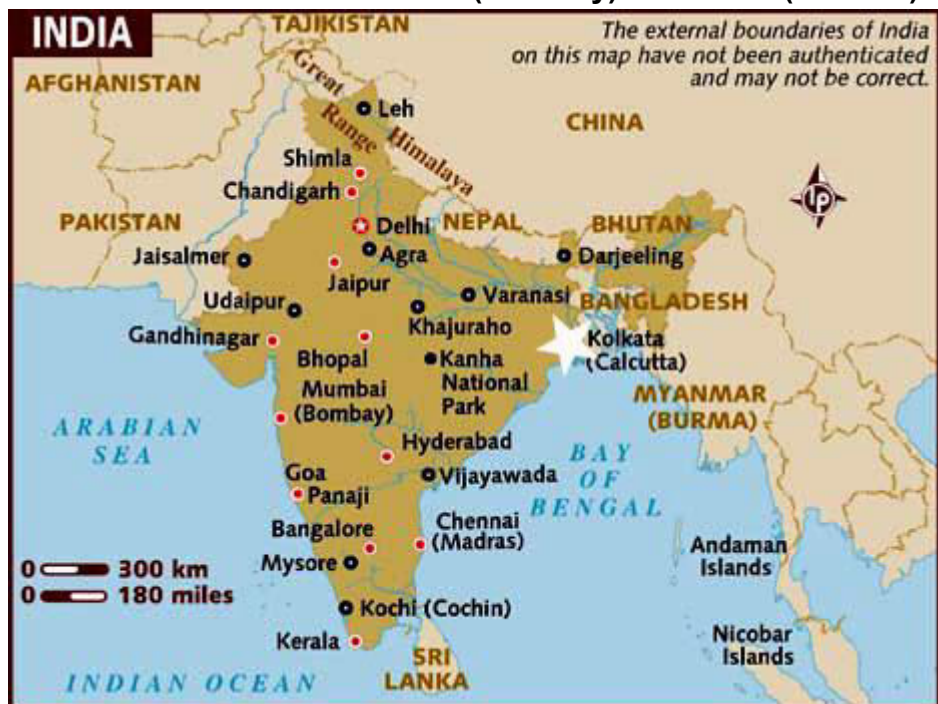 INDIA
TAJIKISTAN
The external boundaries of India
on this map have not been authenticated
and may not be correct.
AFGHANISTAN
Great
Himalaya
Range
Leh
CHINA
Shimla
Chandigarh
PAKISTAN
Delhi
NEPAL
BHUTAN
LP
Jaisalmer
Agra
Darjeeling
Jaipur
Udaipur
Varanasi
BANGLADESH
Khajuraho
Gandhinagar
Kolkata
(Calcutta)
Bhopal
Kanha
National
Park
Mumbai
(Bombay)
MYANMAR
(BURMA)
ARABIAN
SEA
Hyderabad
BAY
OF
BENGAL
Goa
Panaji
Vijayawada
Bangalore
Chennai
(Madras)
Mysore
Andaman
Islands
0 300 km
0 180 miles
Kochi (Cochin)
Kerala
Nicobar
Islands
SRI
LANKA
INDIAN OCEAN